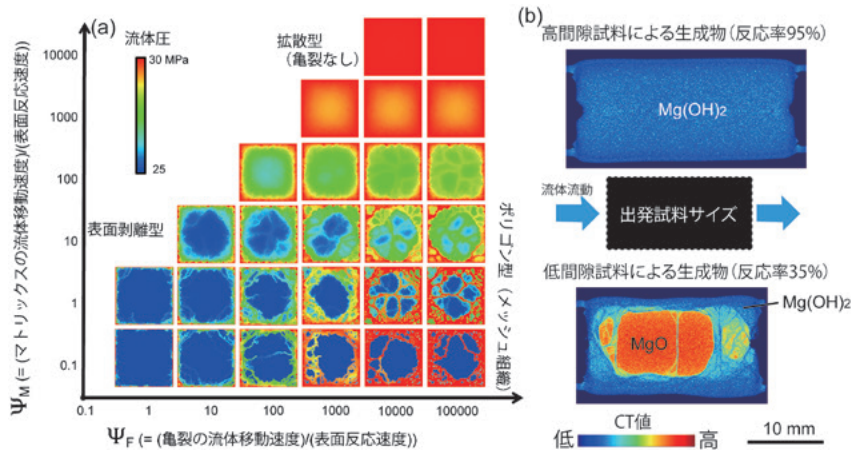 (a)
流体圧
30 MPa
25
拡散型
（亀裂なし）
表面剥離型
ポリゴン型（メッシュ組織）
ΨM (= (マトリックスの流体移動速度)/(表面反応速度))
10000
1000
100
10
1
0.1
0.1
1
10
100
1000
10000
100000
ΨF (= (亀裂の流体移動速度)/(表面反応速度))
(b)
高間隙試料による生成物（反応率95%）
Mg(OH)2
流体流動
出発試料サイズ
低間隙試料による生成物（反応率35%）
Mg(OH)2
MgO
CT値
低
高
10 mm